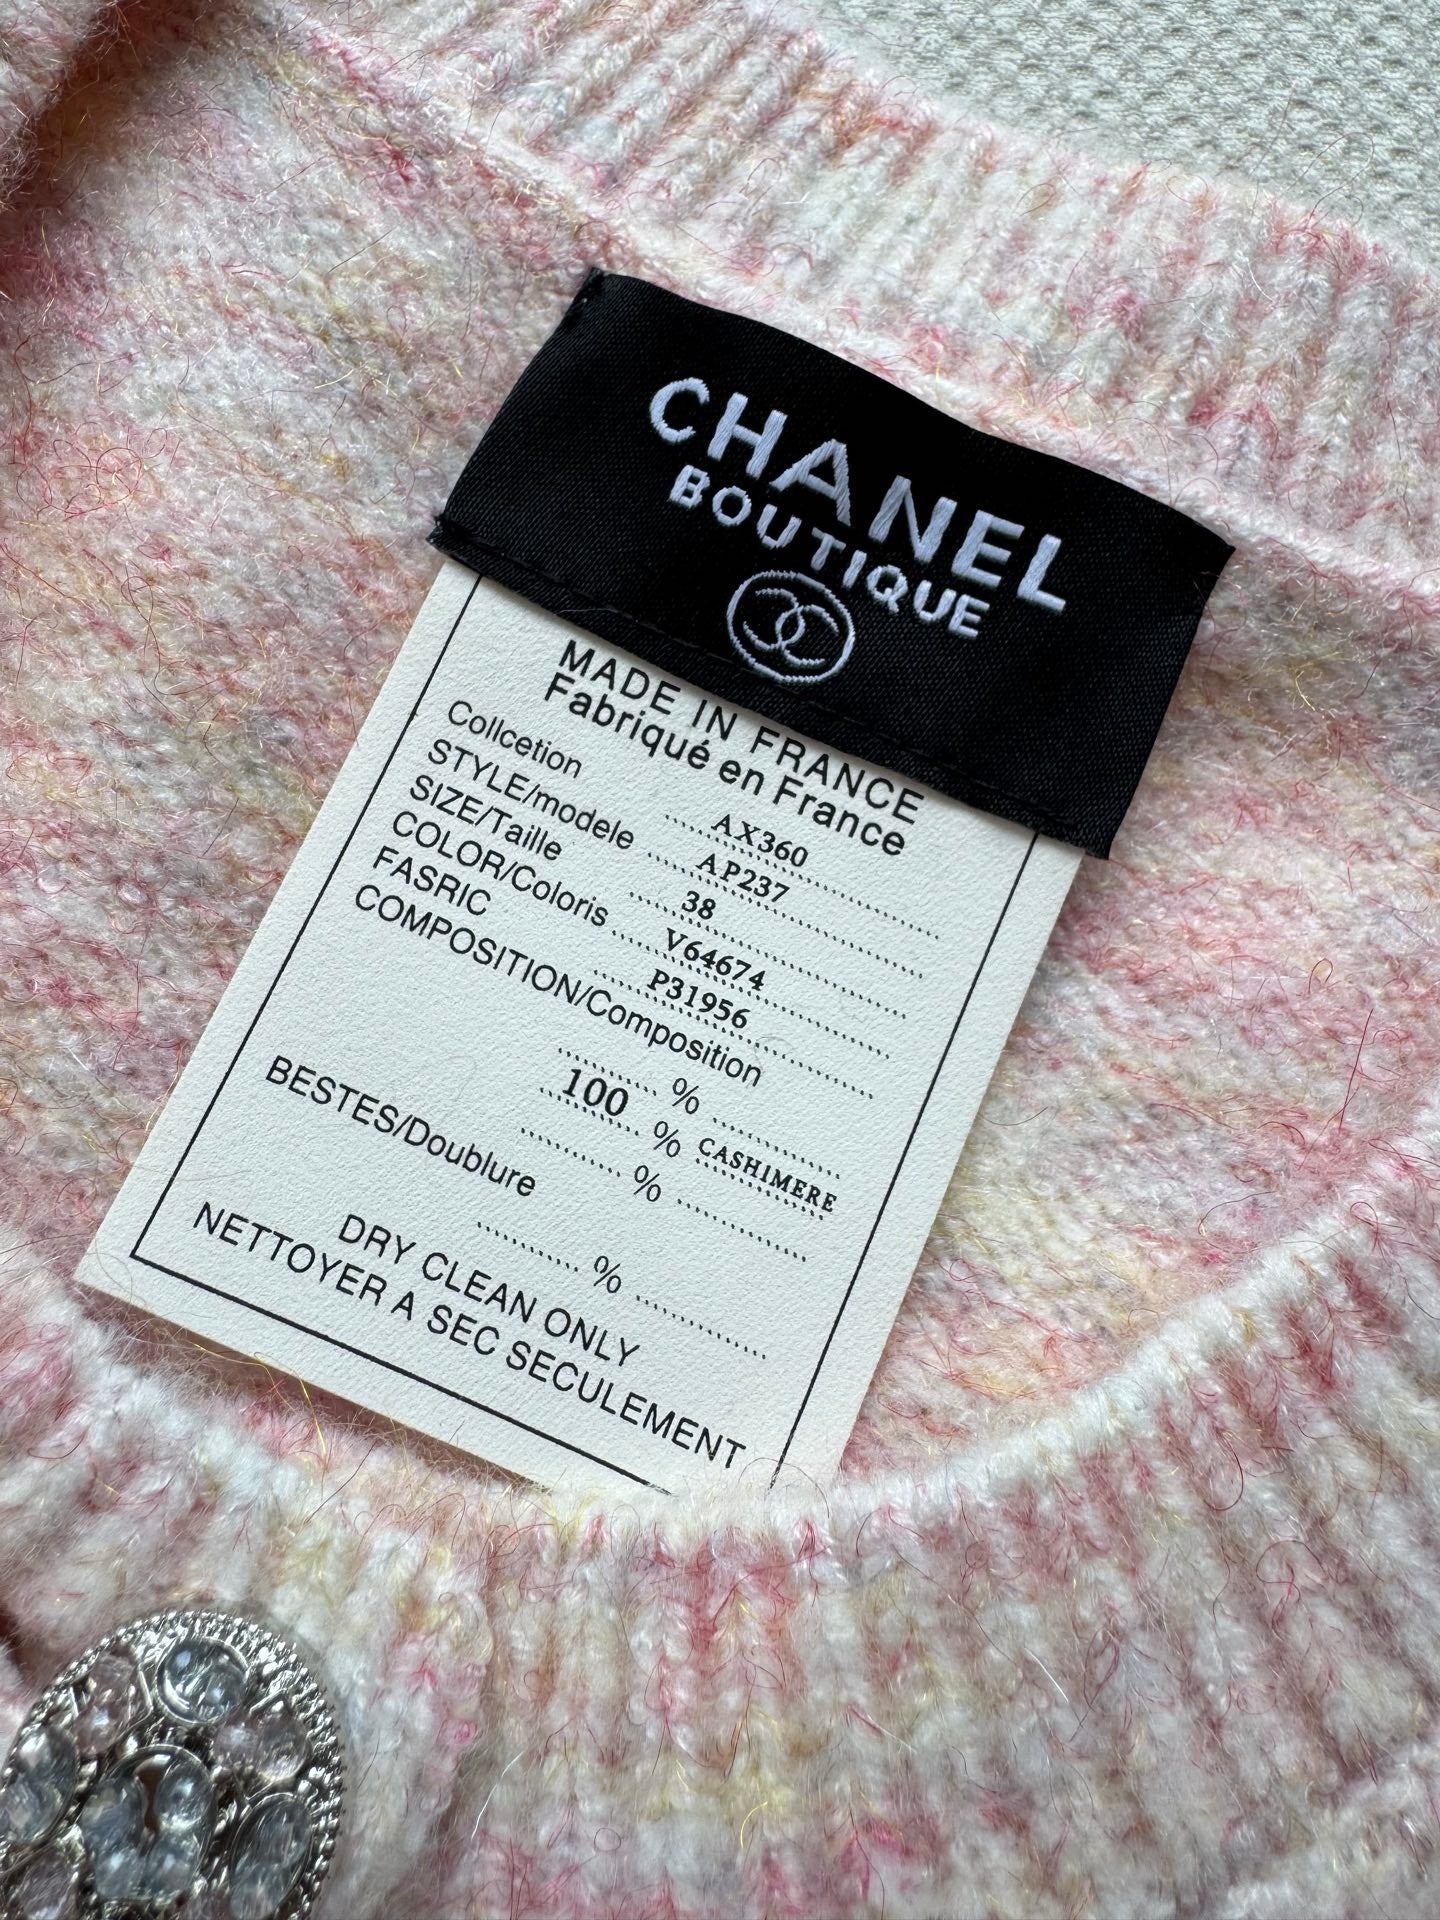 CHANEL
BOUTIQUE
MADE IN FRANCE
Fabriqué en France
Collcetion AX360
STYLE/modele AP237
SIZE/Taille 38
COLOR/Coloris V64674
FASRIC P31956
COMPOSITION/Composition
%
100 % CASHIMERE
%
BESTES/Doublure
%
DRY CLEAN ONLY
NETTOYER A SEC SECULEMENT